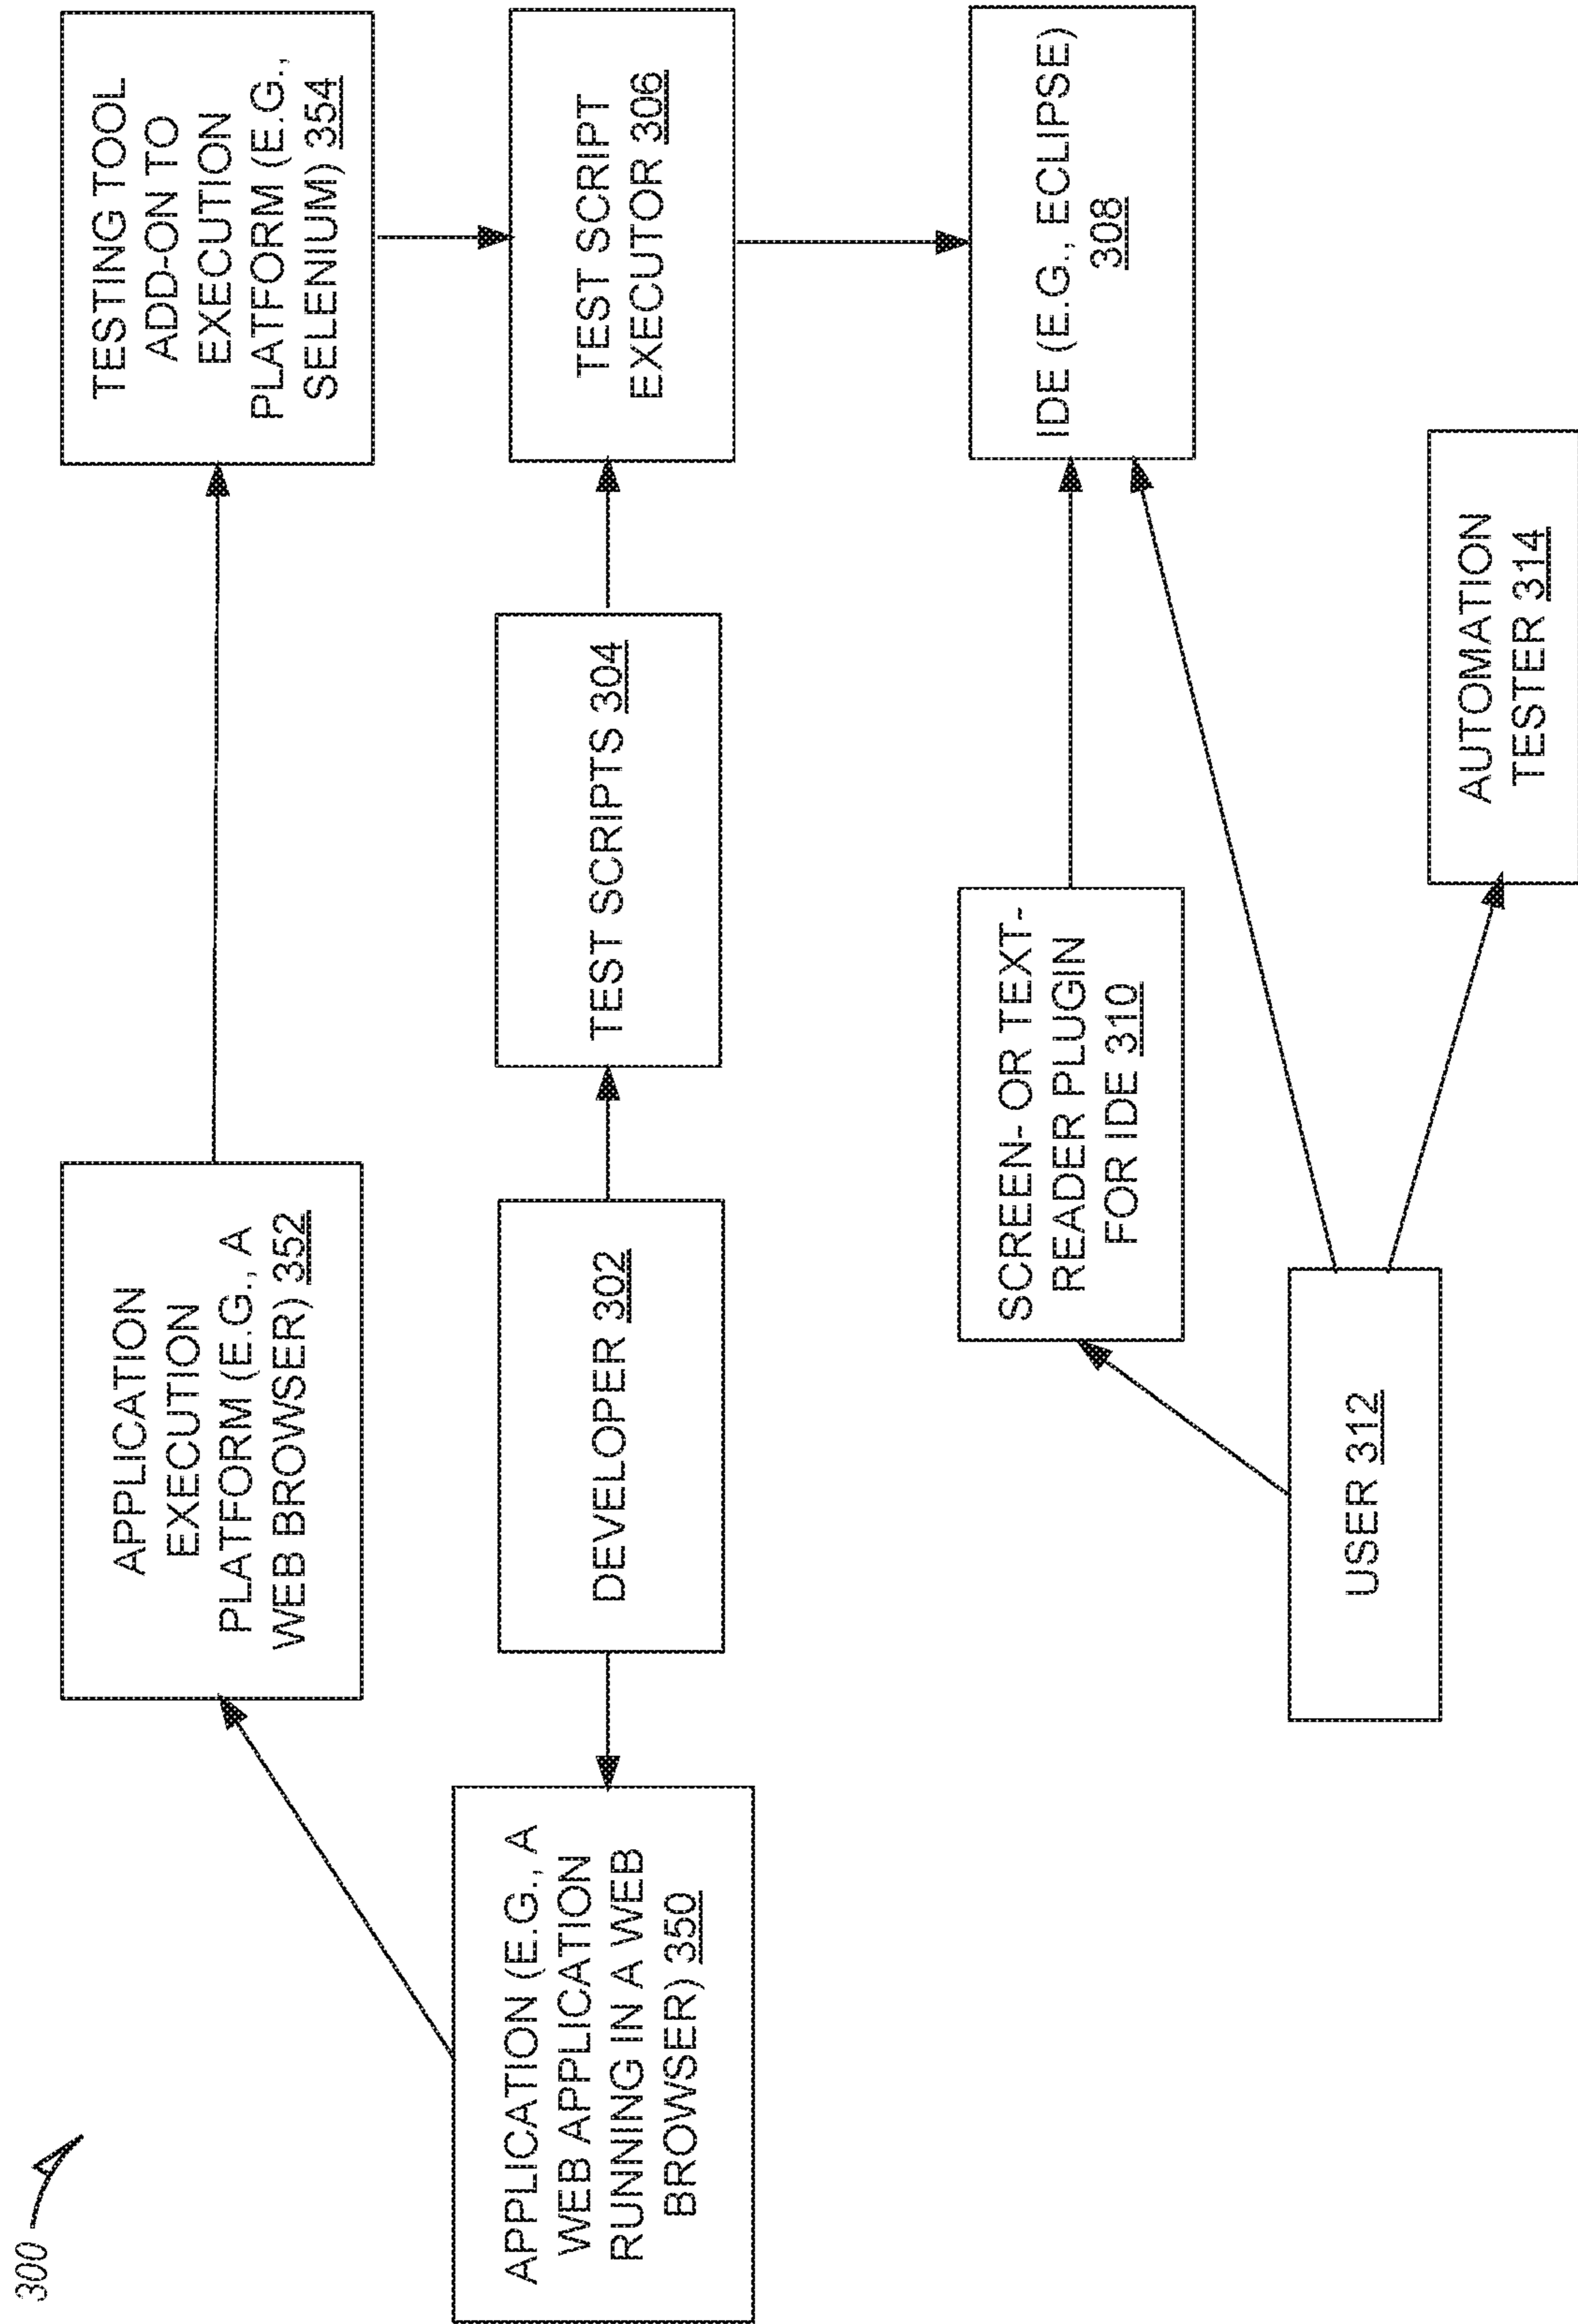 300
APPLICATION
EXECUTION
PLATFORM (E.G., A
WEB BROWSER) 352
TESTING TOOL
ADD-ON TO
EXECUTION
PLATFORM (E.G.,
SELENIUM) 354
APPLICATION (E.G., A
WEB APPLICATION
RUNNING IN A WEB
BROWSER) 350
DEVELOPER 302
TEST SCRIPTS 304
TEST SCRIPT
EXECUTOR 306
SCREEN- OR TEXT-
READER PLUGIN
FOR IDE 310
IDE (E.G., ECLIPSE)
308
USER 312
AUTOMATION
TESTER 314